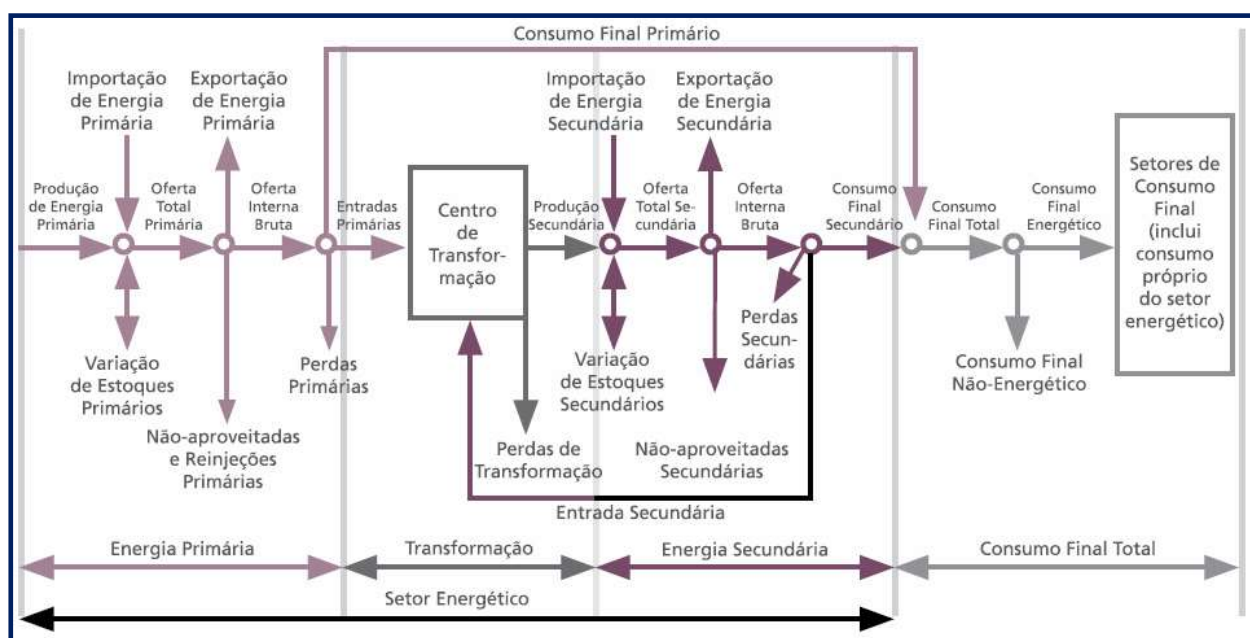 Consumo Final Primário
Importação
de Energia
Primária
Exportação
de Energia
Primária
Importação
de Energia
Secundária
Exportação
de Energia
Secundária
Produção
de Energia
Primária
Oferta
Total
Primária
Oferta
Interna
Bruta
Entradas
Primárias
Centro
de
Transfor-
mação
Produção
Secundária
Oferta
Total Se-
cundária
Oferta
Interna
Bruta
Consumo
Final
Secundário
Consumo
Final Total
Consumo
Final
Energético
Setores de
Consumo
Final
(inclui
consumo
próprio
do setor
energético)
Variação
de Estoques
Primários
Perdas
Primárias
Variação
de Estoques
Secundários
Perdas
Secun-
dárias
Consumo Final
Não-Energético
Não-aproveitadas
e Reinjeções
Primárias
Perdas de
Transformação
Não-aproveitadas
Secundárias
Entrada Secundária
Energia Primária
Transformação
Energia Secundária
Consumo Final Total
Setor Energético